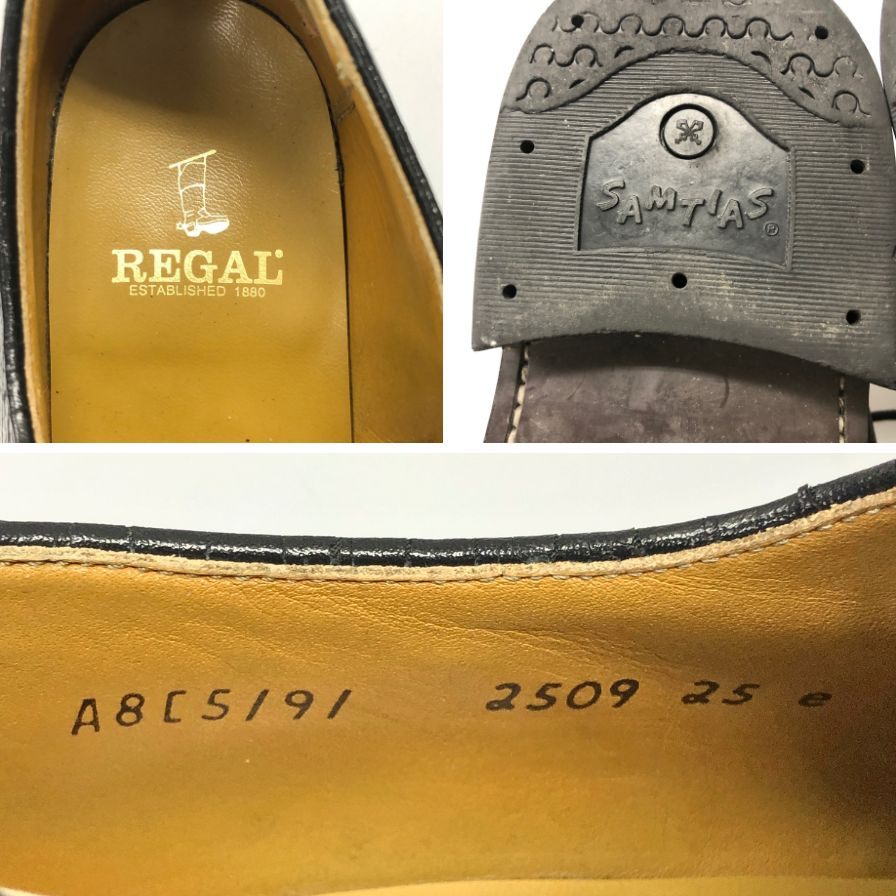 REGAL
ESTABLISHED 1880
SAMTIAS
A8C5191 2509 25 e